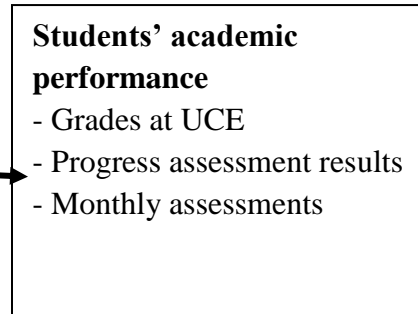 Students’ academic
performance
- Grades at UCE
- Progress assessment results
- Monthly assessments